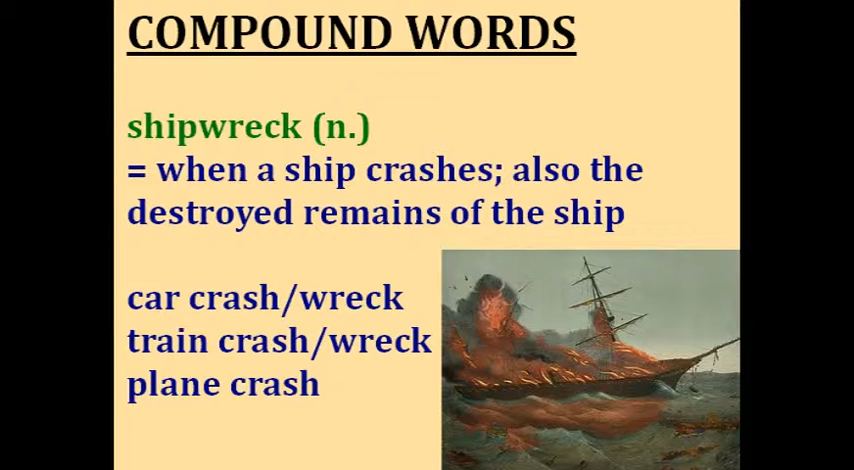 COMPOUND WORDS
shipwreck (n.)
= when a ship crashes; also the
destroyed remains of the ship
car crash/wreck
train crash/wreck
plane crash